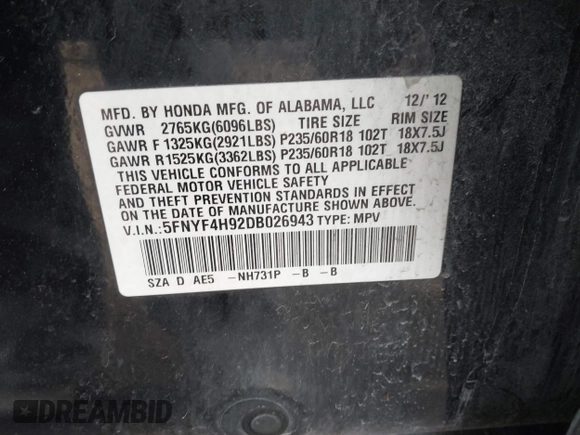 MFD. BY HONDA MFG. OF ALABAMA, LLC 12/'12
GVWR 2765KG(6096LBS) TIRE SIZE RIM SIZE
GAWR F 1325KG(2921LBS) P235/60R18 102T 18X7.5J
GAWR R1525KG(3362LBS) P235/60R18 102T 18X7.5J
THIS VEHICLE CONFORMS TO ALL APPLICABLE
FEDERAL MOTOR VEHICLE SAFETY
AND THEFT PREVENTION STANDARDS IN EFFECT
ON THE DATE OF MANUFACTURE SHOWN ABOVE.
V.I.N.:5FNYF4H92DB026943 TYPE: MPV
SZA D AE5 -NH731P -B -B
DREAMBID